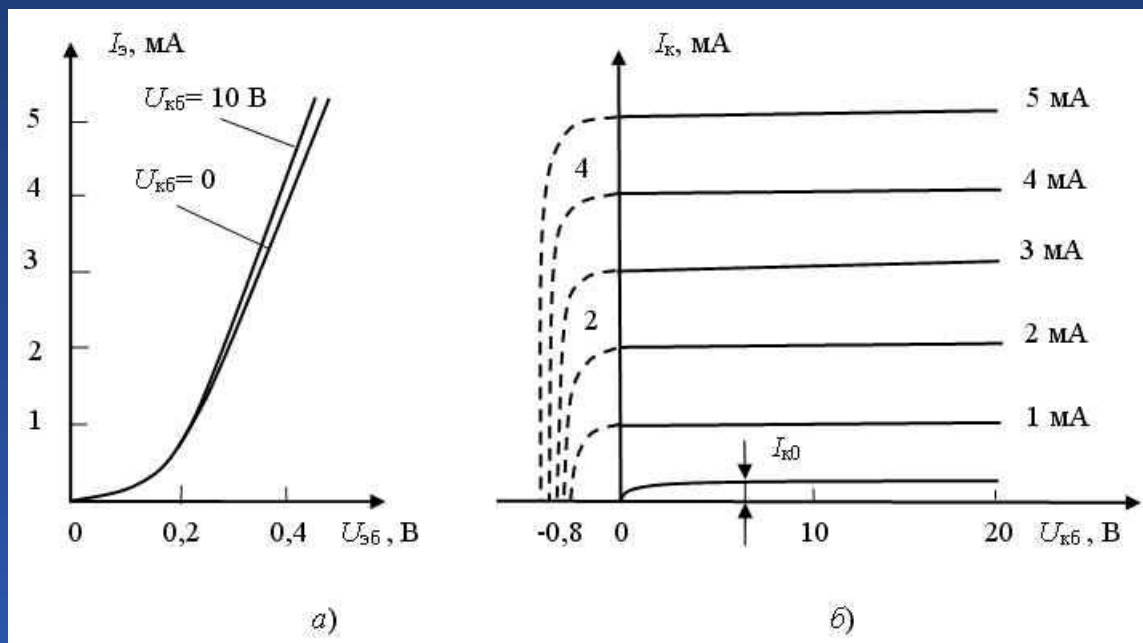 Iэ, мА
Uкб= 10 В
Uкб= 0
5
4
3
2
1
0
0,2
0,4
Uэб , В
а)
Iк, мА
5 мА
4
4 мА
3 мА
2
2 мА
1 мА
Iк0
-0,8
0
10
20
Uкб , В
б)